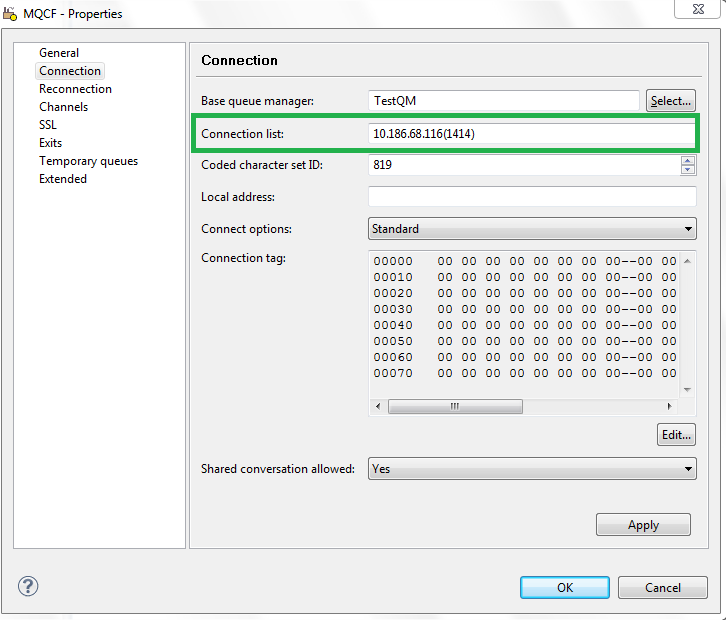 MQCF - Properties
General
Connection
Reconnection
Channels
SSL
Exits
Temporary queues
Extended
Connection
Base queue manager: TestQM Select...
Connection list: 10.186.68.116(1414)
Coded character set ID: 819
Local address:
Connect options: Standard
Connection tag:
00000 00 00 00 00 00 00 00 00--00 00
00010 00 00 00 00 00 00 00 00--00 00
00020 00 00 00 00 00 00 00 00--00 00
00030 00 00 00 00 00 00 00 00--00 00
00040 00 00 00 00 00 00 00 00--00 00
00050 00 00 00 00 00 00 00 00--00 00
00060 00 00 00 00 00 00 00 00--00 00
00070 00 00 00 00 00 00 00 00--00 00
Edit...
Shared conversation allowed: Yes
Apply
?
OK Cancel